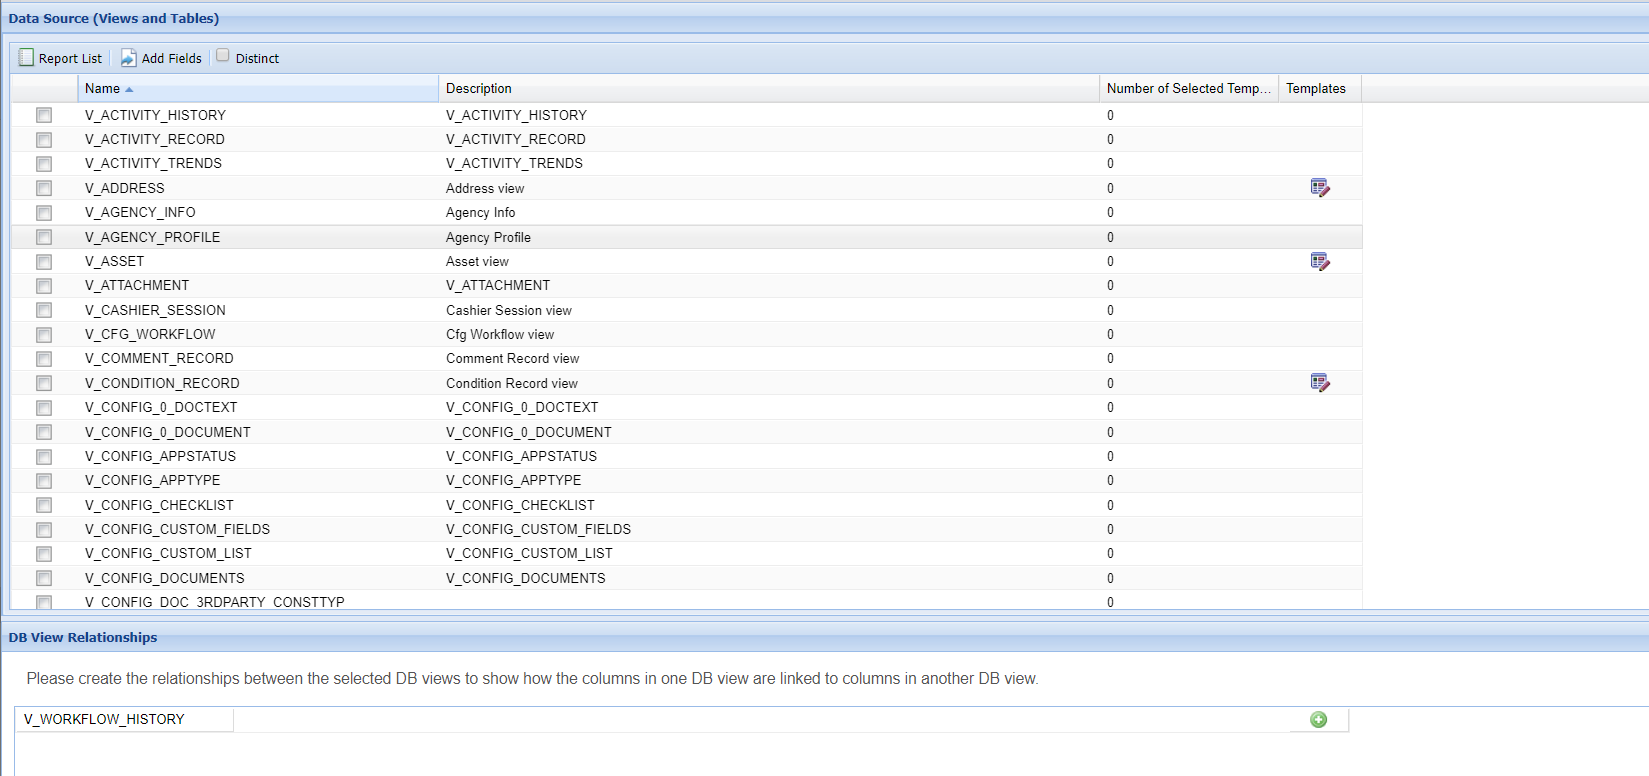 Data Source (Views and Tables)
Report List Add Fields Distinct
Name Description Number of Selected Temp... Templates
V_ACTIVITY_HISTORY V_ACTIVITY_HISTORY 0
V_ACTIVITY_RECORD V_ACTIVITY_RECORD 0
V_ACTIVITY_TRENDS V_ACTIVITY_TRENDS 0
V_ADDRESS Address view 0
V_AGENCY_INFO Agency Info 0
V_AGENCY_PROFILE Agency Profile 0
V_ASSET Asset view 0
V_ATTACHMENT V_ATTACHMENT 0
V_CASHIER_SESSION Cashier Session view 0
V_CFG_WORKFLOW Cfg Workflow view 0
V_COMMENT_RECORD Comment Record view 0
V_CONDITION_RECORD Condition Record view 0
V_CONFIG_0_DOCTEXT V_CONFIG_0_DOCTEXT 0
V_CONFIG_0_DOCUMENT V_CONFIG_0_DOCUMENT 0
V_CONFIG_APPSTATUS V_CONFIG_APPSTATUS 0
V_CONFIG_APPTYPE V_CONFIG_APPTYPE 0
V_CONFIG_CHECKLIST V_CONFIG_CHECKLIST 0
V_CONFIG_CUSTOM_FIELDS V_CONFIG_CUSTOM_FIELDS 0
V_CONFIG_CUSTOM_LIST V_CONFIG_CUSTOM_LIST 0
V_CONFIG_DOCUMENTS V_CONFIG_DOCUMENTS 0
V_CONFIG_DOC_3RDPARTY_CONSTTYP 0
DB View Relationships
Please create the relationships between the selected DB views to show how the columns in one DB view are linked to columns in another DB view.
V_WORKFLOW_HISTORY